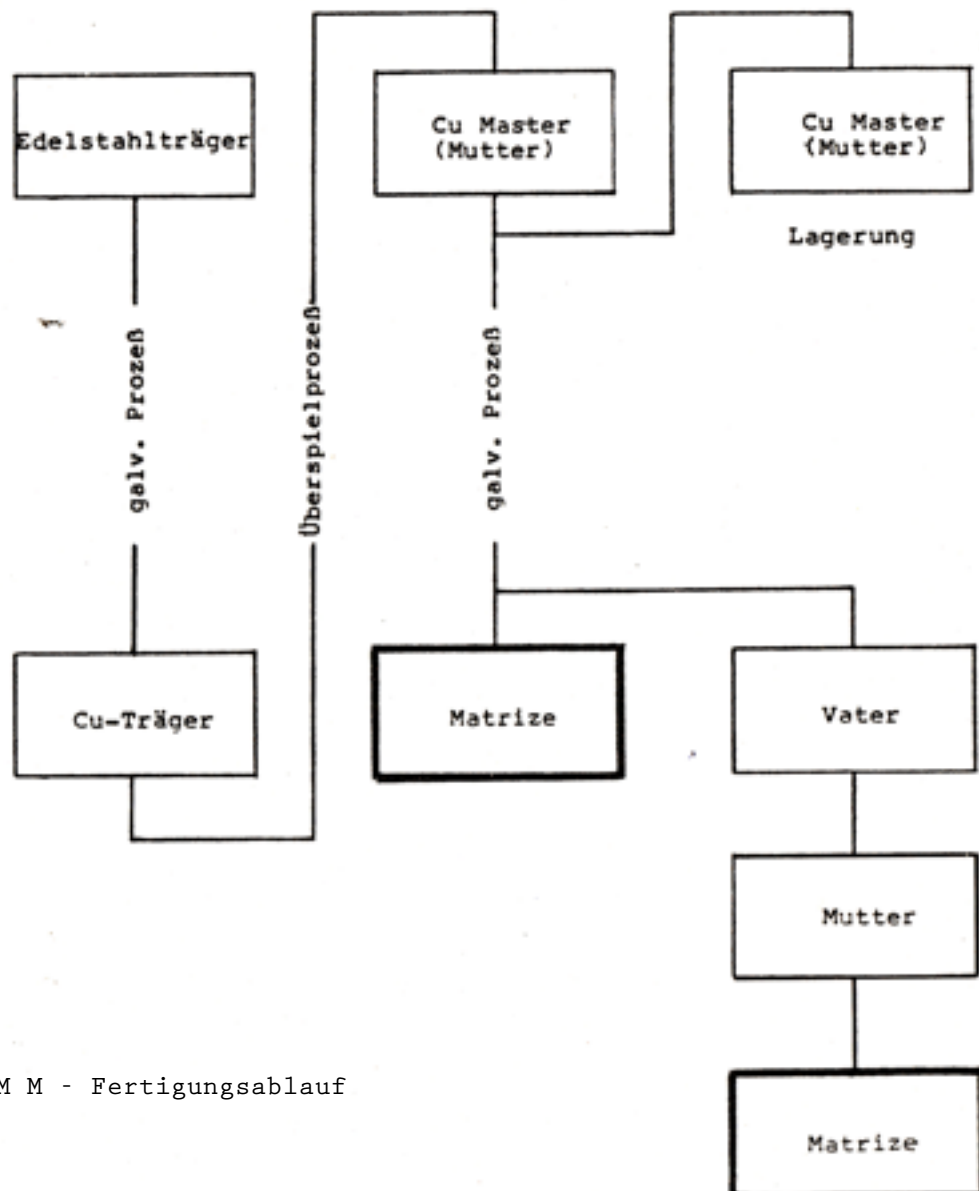 Edelstahlträger
Cu Master
(Mutter)
Cu Master
(Mutter)
Lagerung
galv. Prozeß
Überspielprozeß
galv. Prozeß
Cu-Träger
Matrize
Vater
Mutter
M M - Fertigungsablauf
Matrize